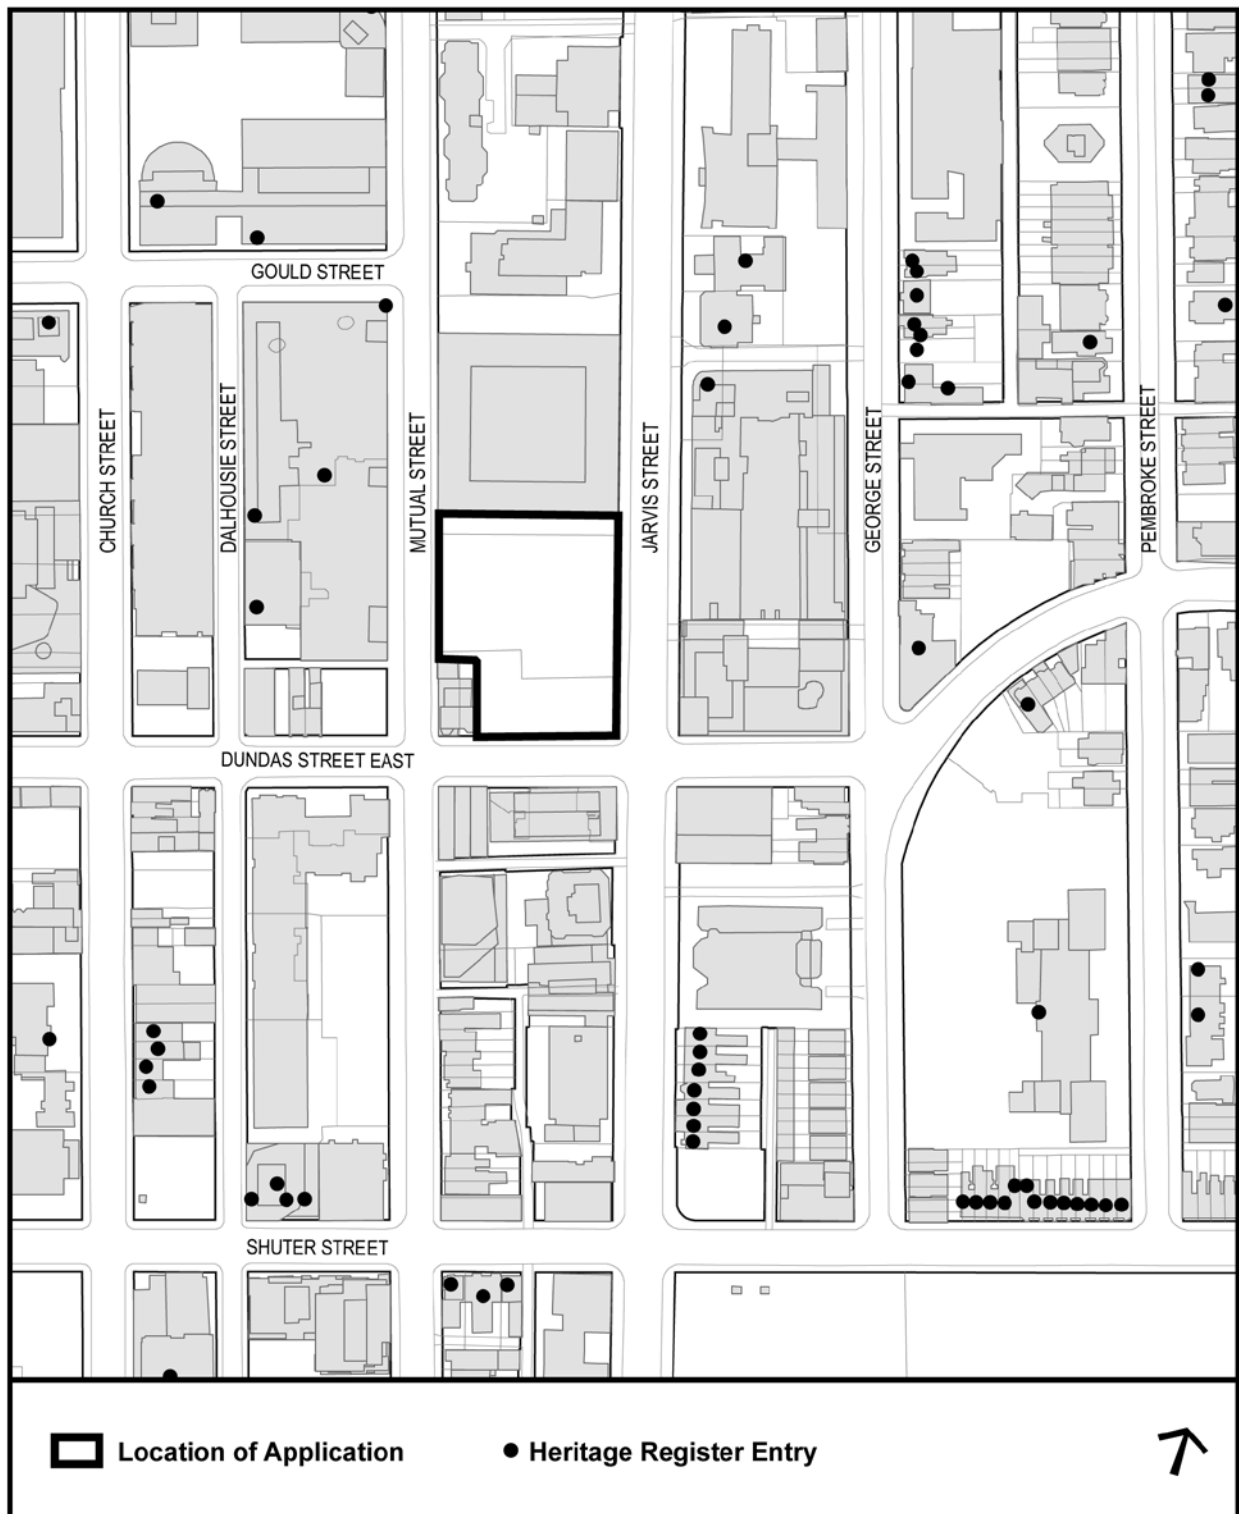 GOULD STREET
CHURCH STREET
DALHOUSIE STREET
MUTUAL STREET
JARVIS STREET
GEORGE STREET
PEMBROKE STREET
DUNDAS STREET EAST
SHUTER STREET
Location of Application
Heritage Register Entry